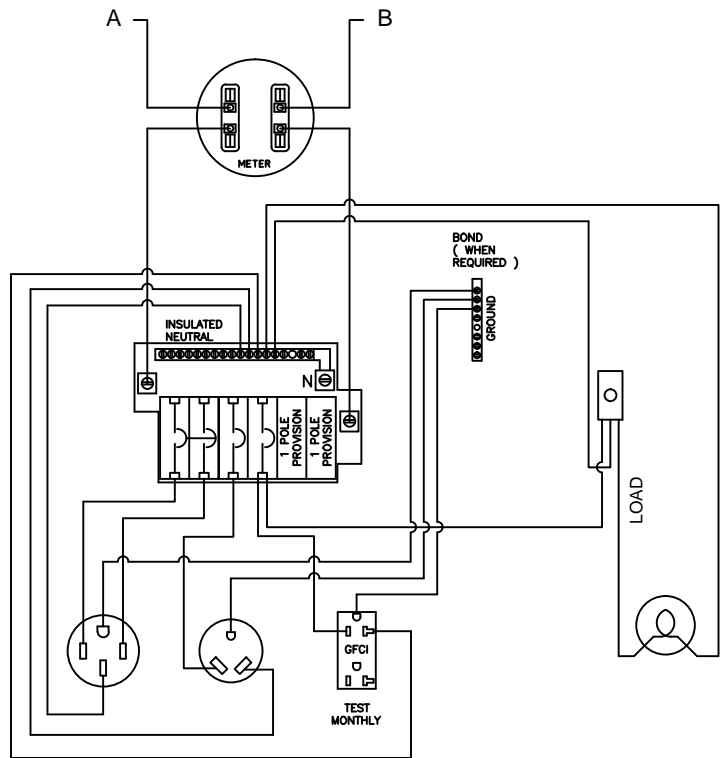 A
B
METER
BOND
( WHEN
REQUIRED )
GROUND
INSULATED
NEUTRAL
N
1 POLE
PROVISION
1 POLE
PROVISION
LOAD
GFCI
TEST
MONTHLY